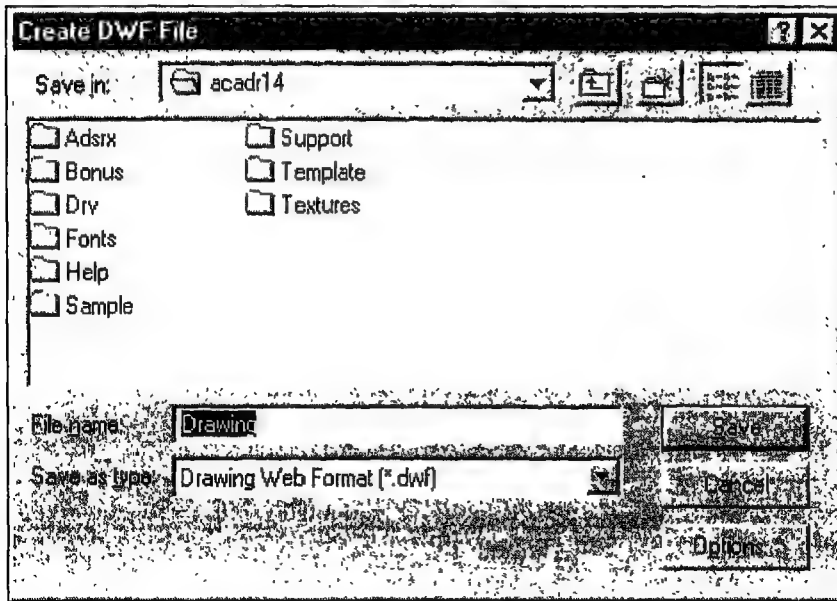 Create DWF File
Save in: acadr14
Adsrx Support
Bonus Template
Drv Textures
Fonts
Help
Sample
File name: Drawing Save
Save as type: Drawing Web Format (*.dwf) Cancel
Options...